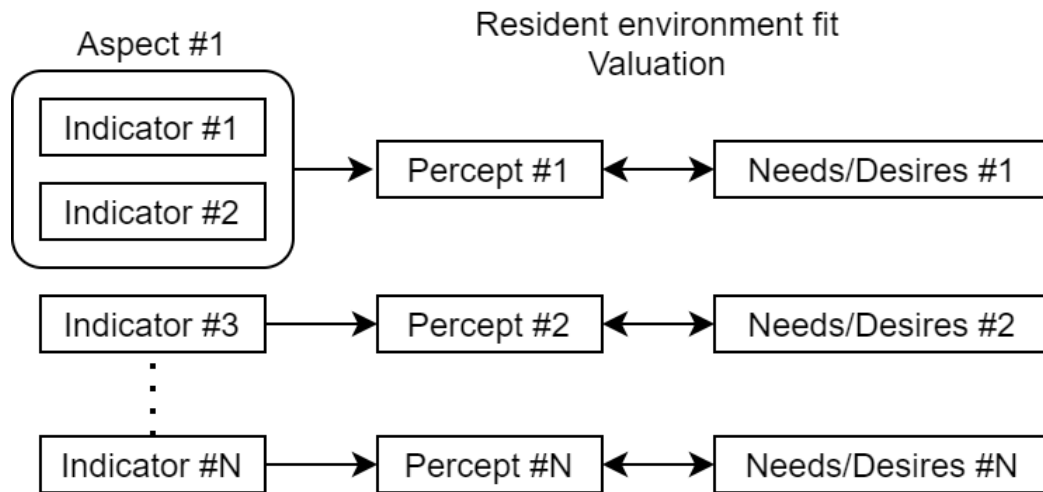 Aspect #1
Resident environment fit
Valuation
Indicator #1
Indicator #2
Percept #1
Needs/Desires #1
Indicator #3
Percept #2
Needs/Desires #2
Indicator #N
Percept #N
Needs/Desires #N